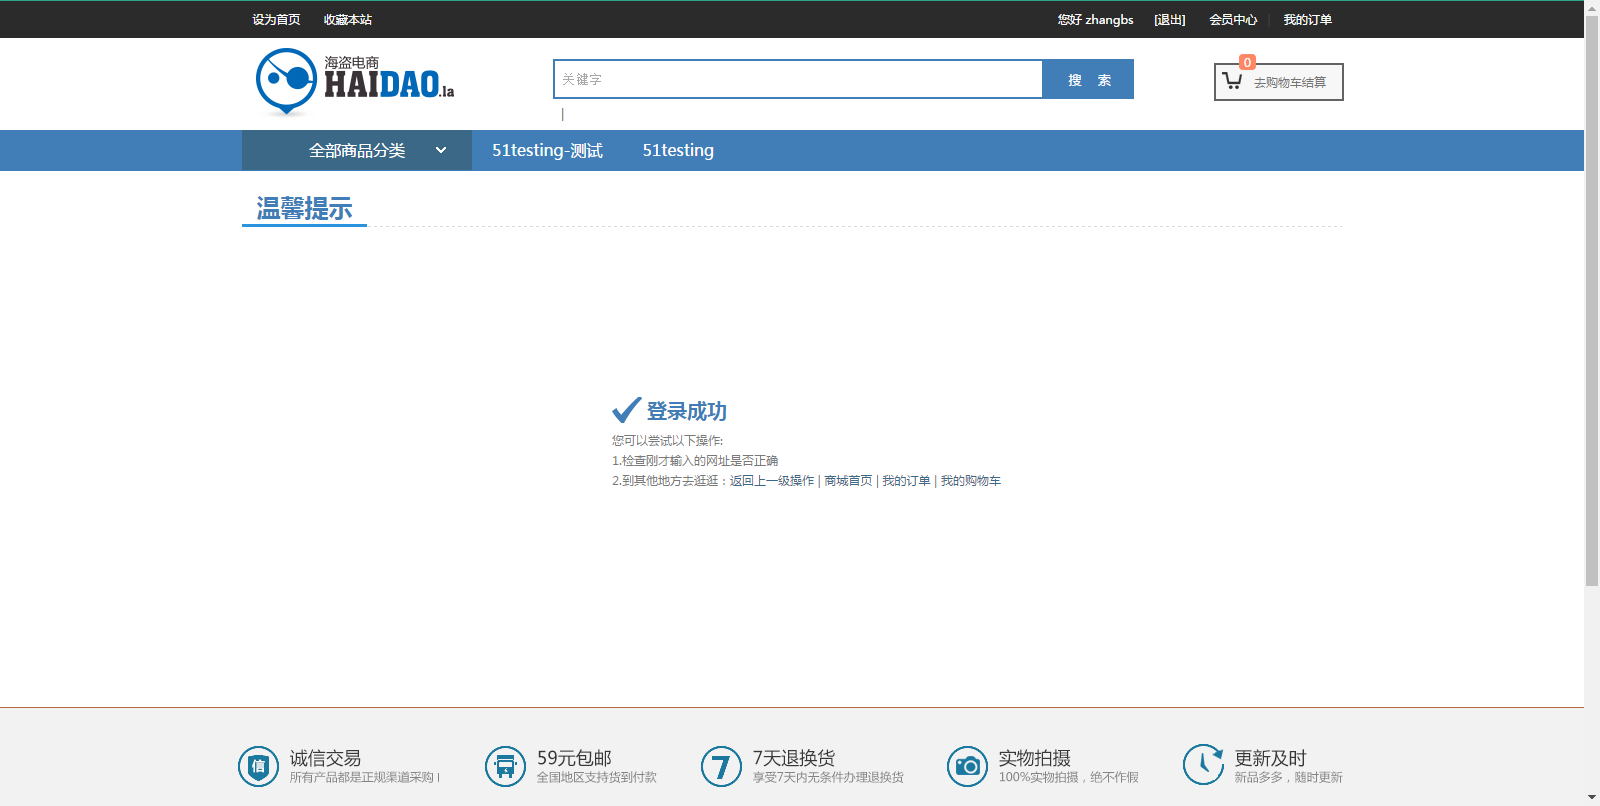 设为首页 收藏本站 您好 zhangbs [退出] 会员中心 我的订单
海盗电商
HAIDAO.la
关键字 搜 索
0
去购物车结算
|
全部商品分类 51testing-测试 51testing
温馨提示
登录成功
您可以尝试以下操作:
1.检查刚才输入的网址是否正确
2.到其他地方去逛逛：返回上一级操作 | 商城首页 | 我的订单 | 我的购物车
信 诚信交易
所有产品都是正规渠道采购！
59元包邮
全国地区支持货到付款
7 7天退换货
享受7天内无条件办理退换货
实物拍摄
100%实物拍摄，绝不作假
更新及时
新品多多，随时更新